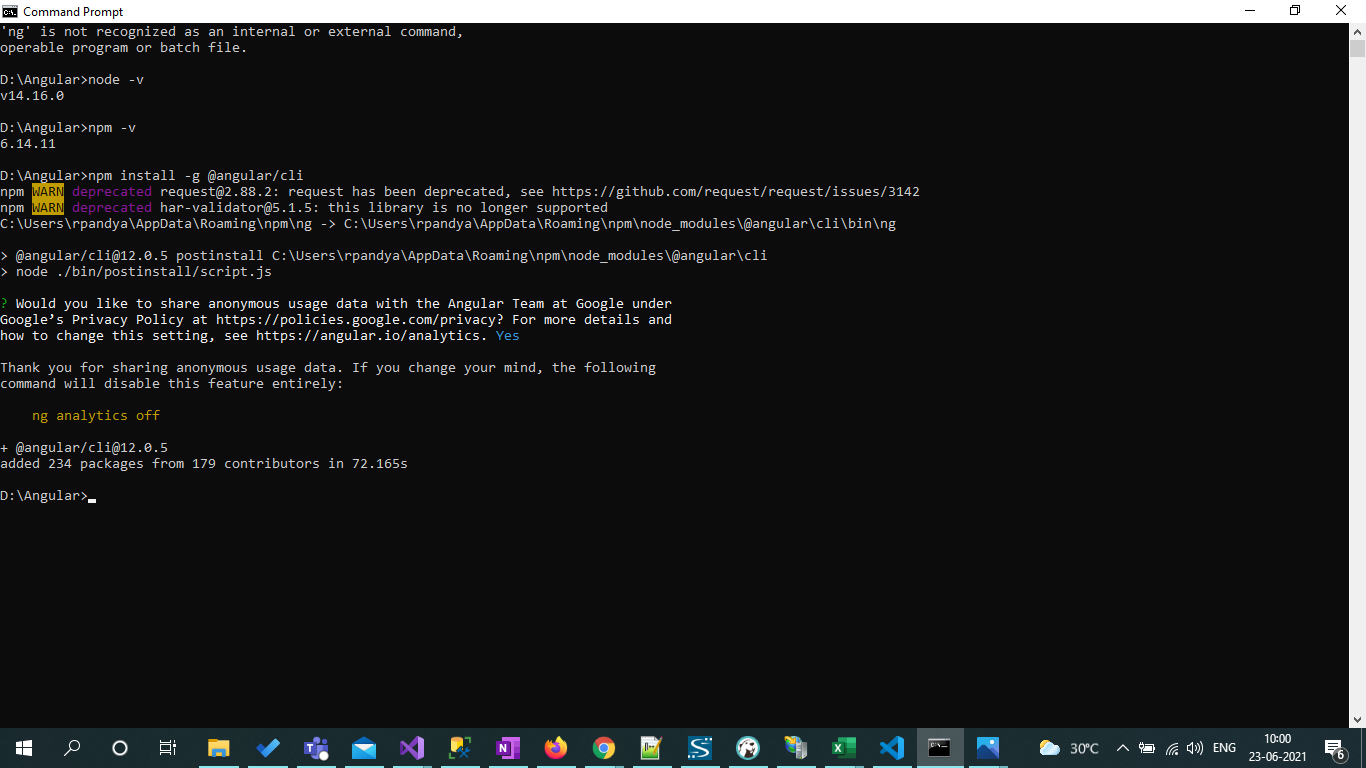 Command Prompt
'ng' is not recognized as an internal or external command,
operable program or batch file.
D:\Angular>node -v
v14.16.0
D:\Angular>npm -v
6.14.11
D:\Angular>npm install -g @angular/cli
npm WARN deprecated request@2.88.2: request has been deprecated, see https://github.com/request/request/issues/3142
npm WARN deprecated har-validator@5.1.5: this library is no longer supported
C:\Users\rpandya\AppData\Roaming\npm\ng -> C:\Users\rpandya\AppData\Roaming\npm\node_modules\@angular\cli\bin\ng
> @angular/cli@12.0.5 postinstall C:\Users\rpandya\AppData\Roaming\npm\node_modules\@angular\cli
> node ./bin/postinstall/script.js
? Would you like to share anonymous usage data with the Angular Team at Google under
Google’s Privacy Policy at https://policies.google.com/privacy? For more details and
how to change this setting, see https://angular.io/analytics. Yes
Thank you for sharing anonymous usage data. If you change your mind, the following
command will disable this feature entirely:
ng analytics off
+ @angular/cli@12.0.5
added 234 packages from 179 contributors in 72.165s
D:\Angular>
30°C
ENG
10:00
23-06-2021
6